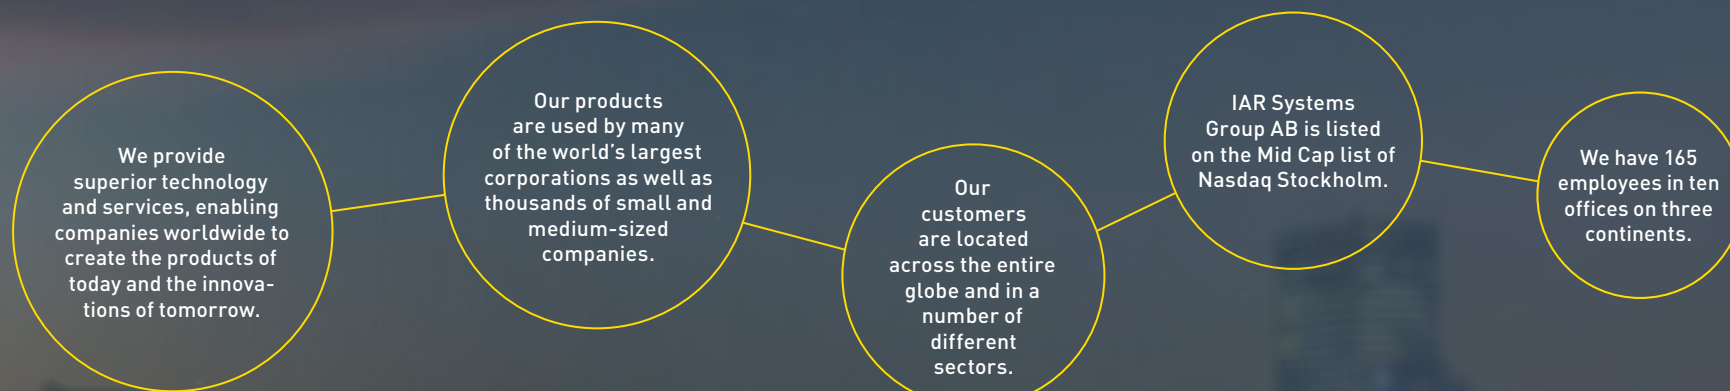 We provide
superior technology
and services, enabling
companies worldwide to
create the products of
today and the innova-
tions of tomorrow.
Our products
are used by many
of the world's largest
corporations as well as
thousands of small and
medium-sized
companies.
Our
customers
are located
across the entire
globe and in a
number of
different
sectors.
IAR Systems
Group AB is listed
on the Mid Cap list of
Nasdaq Stockholm.
We have 165
employees in ten
offices on three
continents.